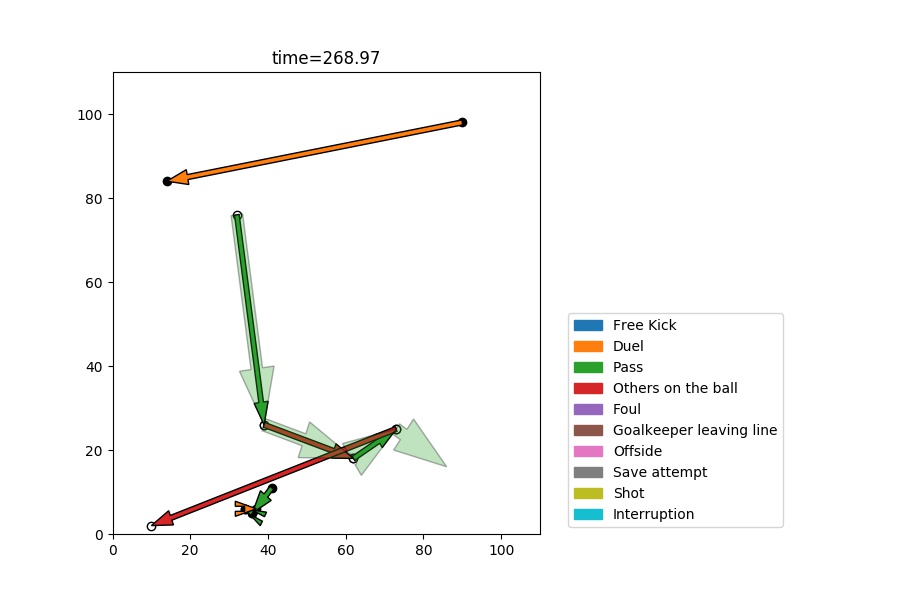 time=268.97
100
80
60
40
20
0
0
20
40
60
80
100
Free Kick
Duel
Pass
Others on the ball
Foul
Goalkeeper leaving line
Offside
Save attempt
Shot
Interruption